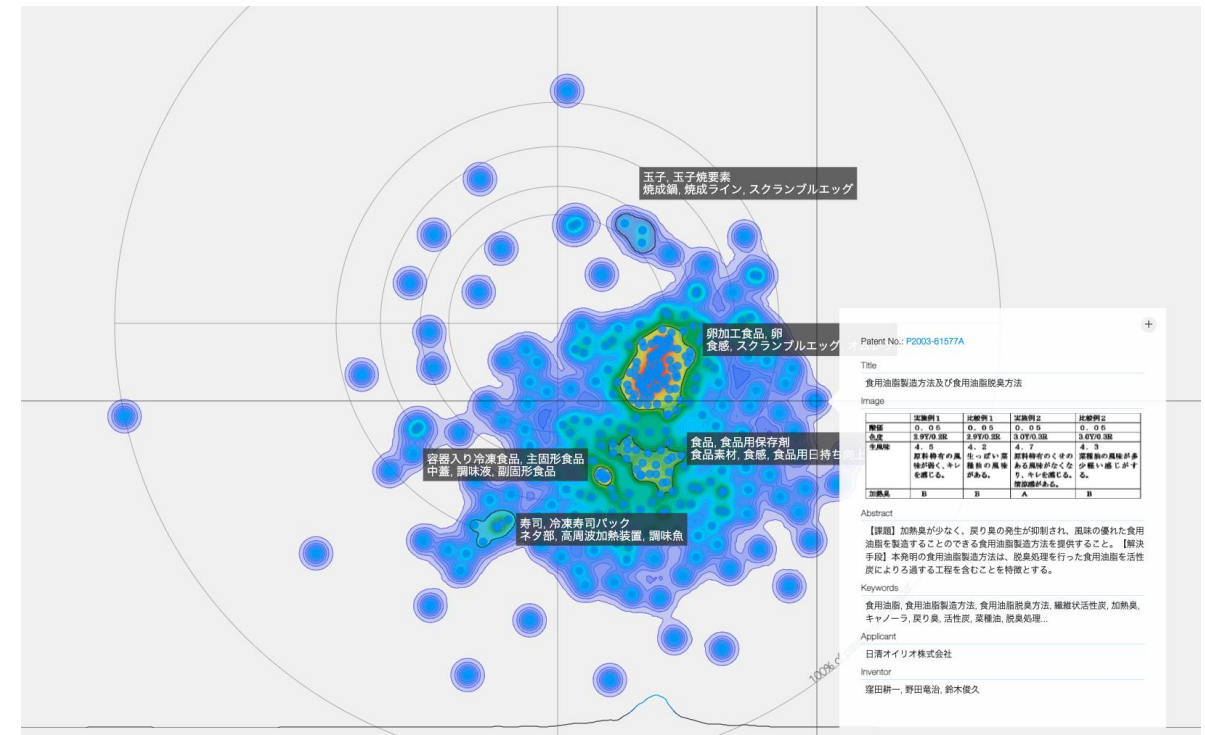 玉子, 玉子焼要素
焼成鍋, 焼成ライン, スクランブルエッグ
卵加工食品, 卵
食感, スクランブルエッグ,
食品, 食品用保存剤
食品素材, 食感, 食品用日持ち向上
容器入り冷凍食品, 主固形食品
中蓋, 調味液, 副固形食品
寿司, 冷凍寿司パック
ネタ部, 高周波加熱装置, 調味魚
100% of
+
Patent No.: P2003-61577A
Title
食用油脂製造方法及び食用油脂脱臭方法
Image
実施例1 比較例1 実施例2 比較例2
酸価 0.05 0.05 0.05 0.05
色度 2.9Y/0.2R 2.9Y/0.2R 3.0Y/0.3R 3.0Y/0.3R
生風味 4.5 4.2 4.7 4.3
原料特有の風 生っぽい菜 原料特有のくせの 菜種油の風味が多
味が弱く、キレ 種油の風味 ある風味がなくな 少軽い感じがす
を感じる。 がある。 り、キレを感じる。 る。
清涼感がある。
加熱臭 B B A B
Abstract
【課題】加熱臭が少なく、戻り臭の発生が抑制され、風味の優れた食用
油脂を製造することのできる食用油脂製造方法を提供すること。【解決
手段】本発明の食用油脂製造方法は、脱臭処理を行った食用油脂を活性
炭によりろ過する工程を含むことを特徴とする。
Keywords
食用油脂, 食用油脂製造方法, 食用油脂脱臭方法, 繊維状活性炭, 加熱臭,
キャノーラ, 戻り臭, 活性炭, 菜種油, 脱臭処理...
Applicant
日清オイリオ株式会社
Inventor
窪田耕一, 野田竜治, 鈴木俊久